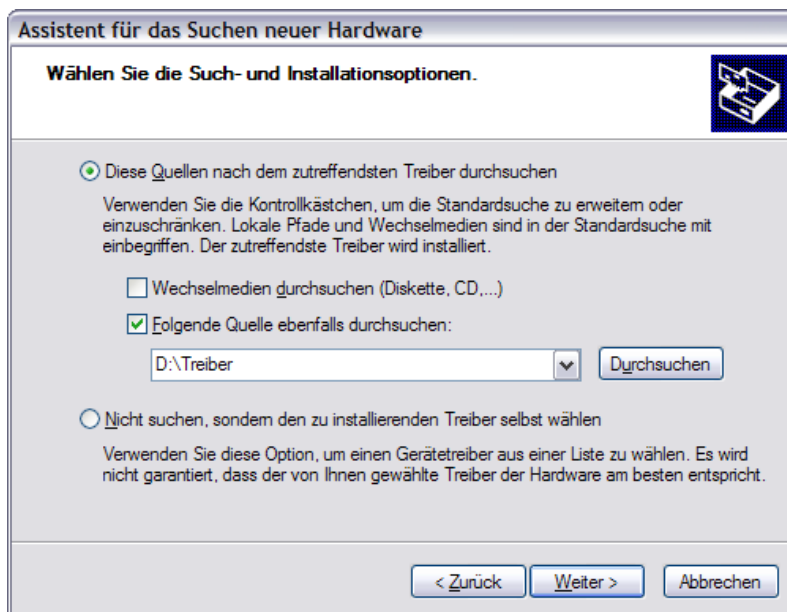 Assistent für das Suchen neuer Hardware
Wählen Sie die Such- und Installationsoptionen.
Diese Quellen nach dem zutreffendsten Treiber durchsuchen
Verwenden Sie die Kontrollkästchen, um die Standardsuche zu erweitern oder
einzuschränken. Lokale Pfade und Wechselmedien sind in der Standardsuche mit
einbegriffen. Der zutreffendste Treiber wird installiert.
Wechselmedien durchsuchen (Diskette, CD,...)
Folgende Quelle ebenfalls durchsuchen:
D:\Treiber
Durchsuchen
Nicht suchen, sondern den zu installierenden Treiber selbst wählen
Verwenden Sie diese Option, um einen Gerätetreiber aus einer Liste zu wählen. Es wird
nicht garantiert, dass der von Ihnen gewählte Treiber der Hardware am besten entspricht.
< Zurück
Weiter >
Abbrechen